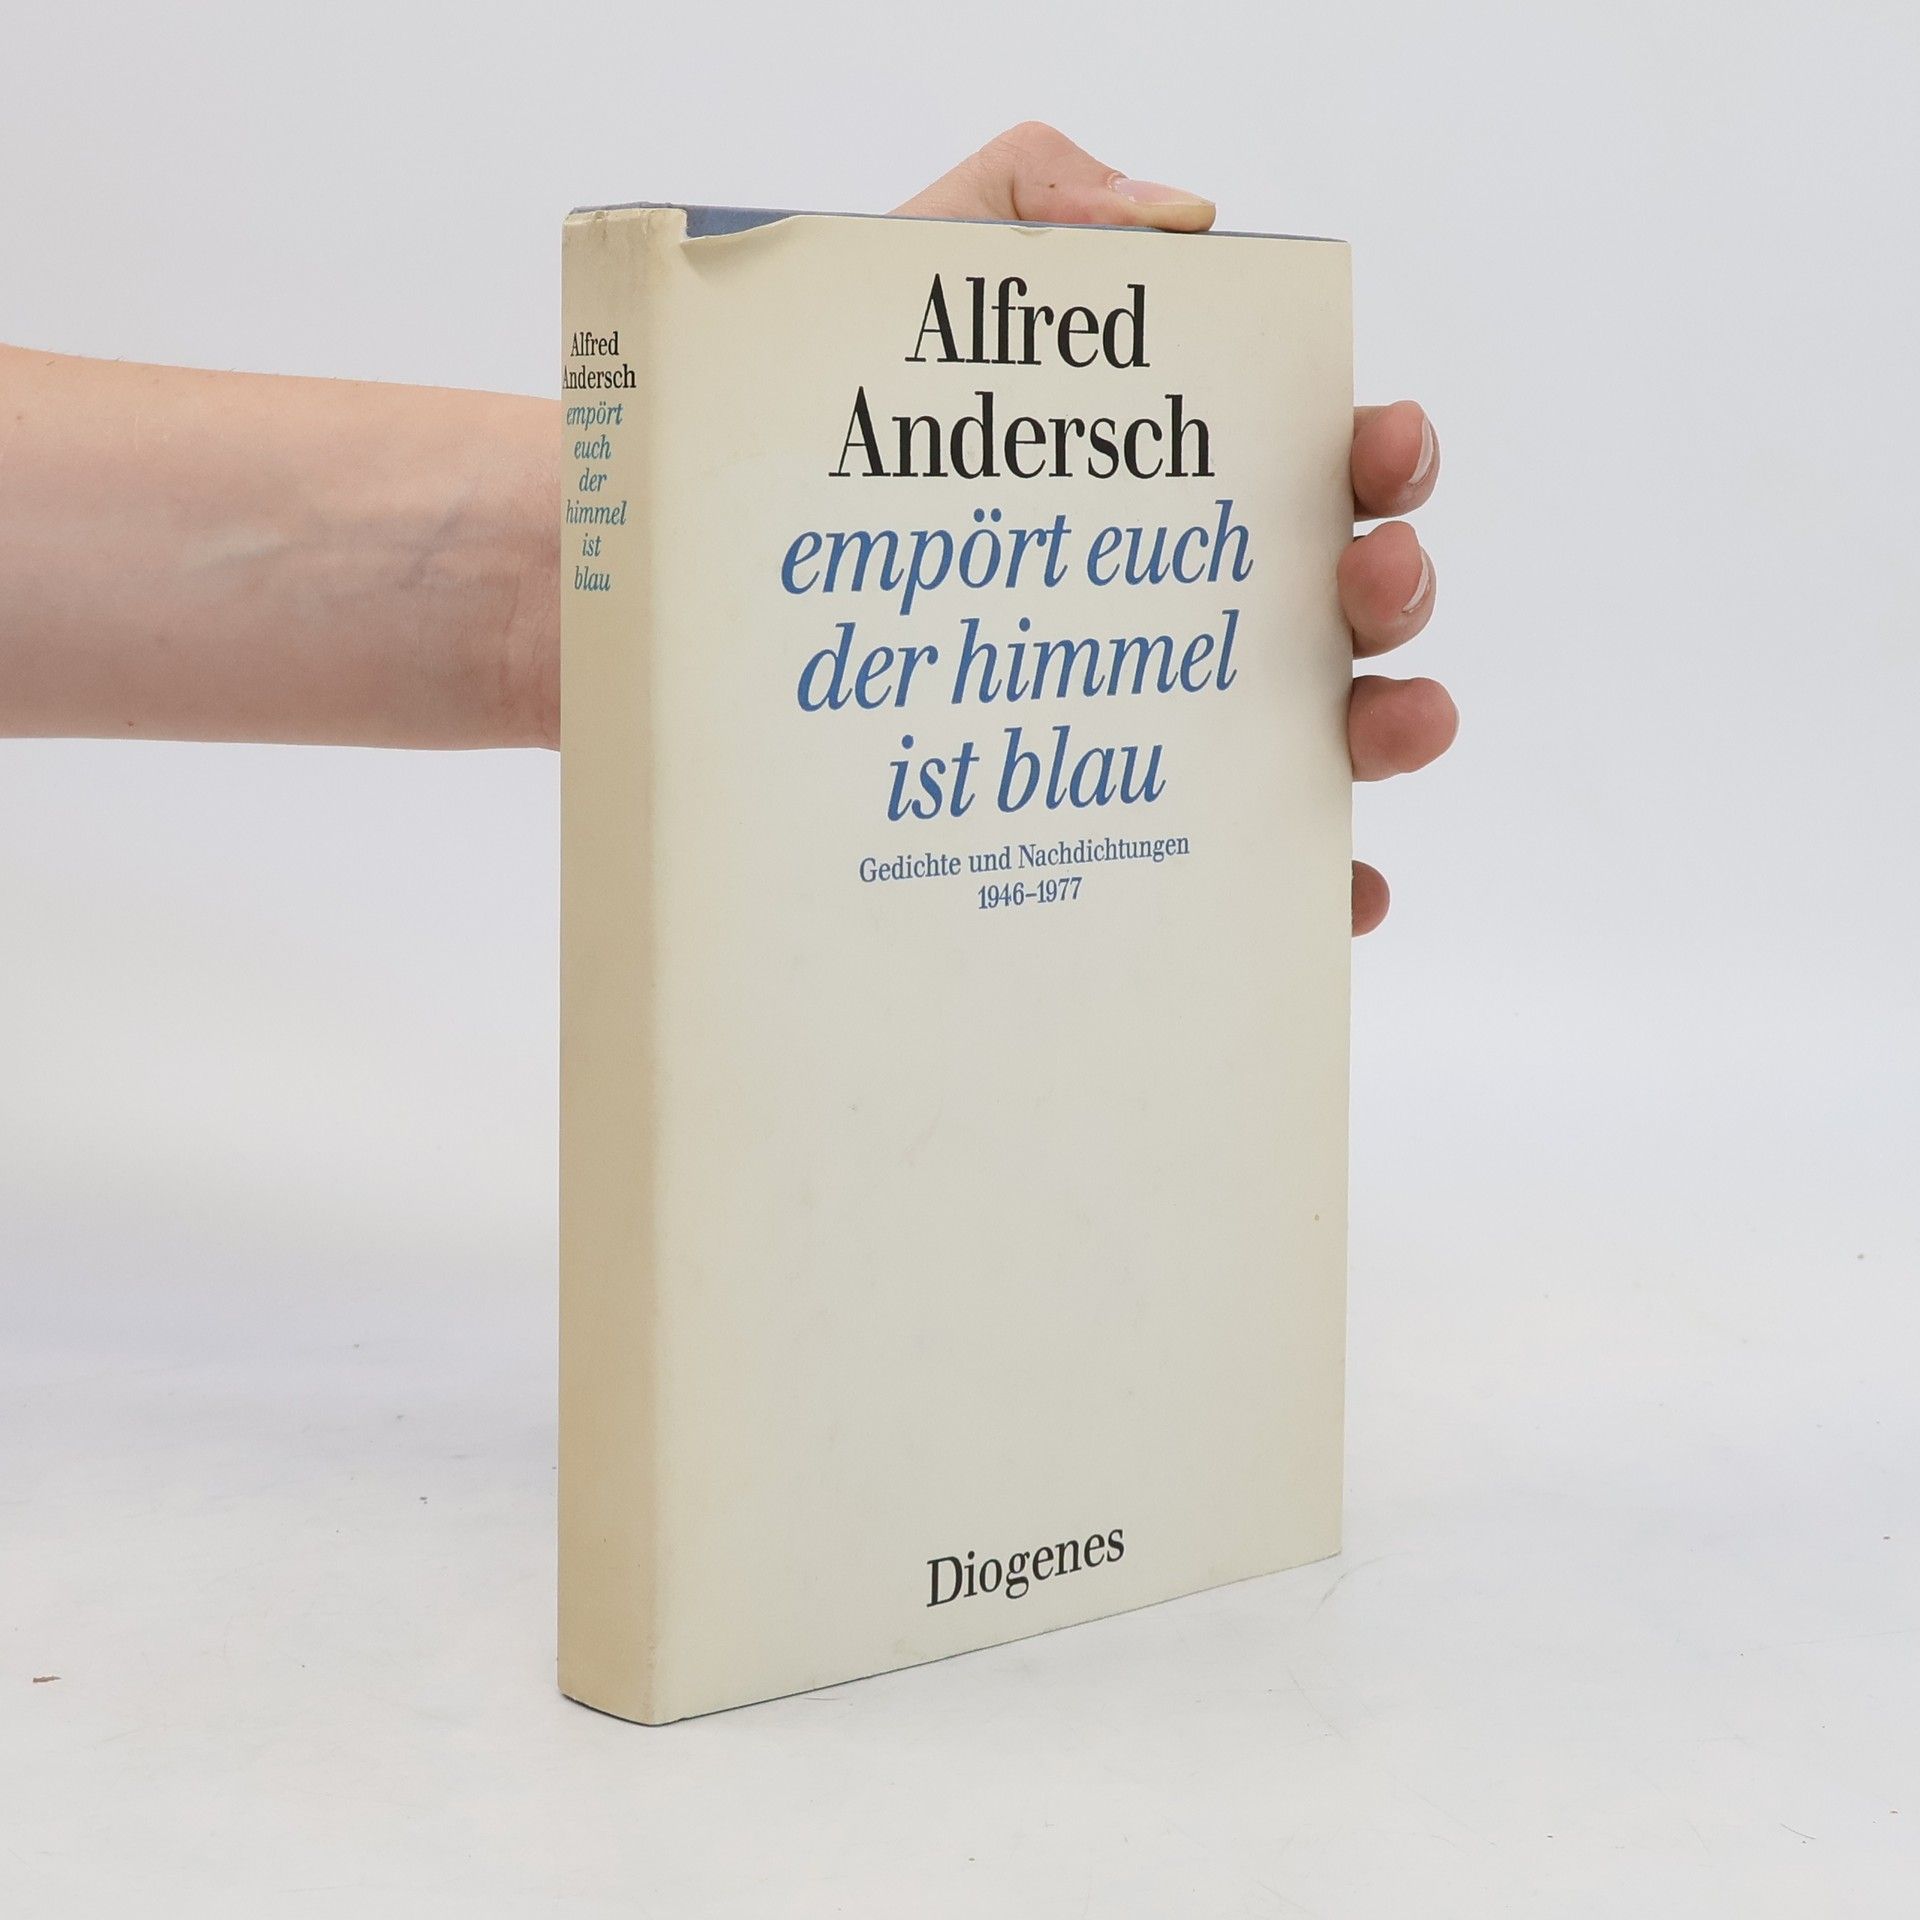 Alfred
Andersch
empört
euch
der
himmel
ist
blau
Alfred
Andersch
empört euch
der himmel
ist blau
Gedichte und Nachdichtungen
1946–1977
Diogenes